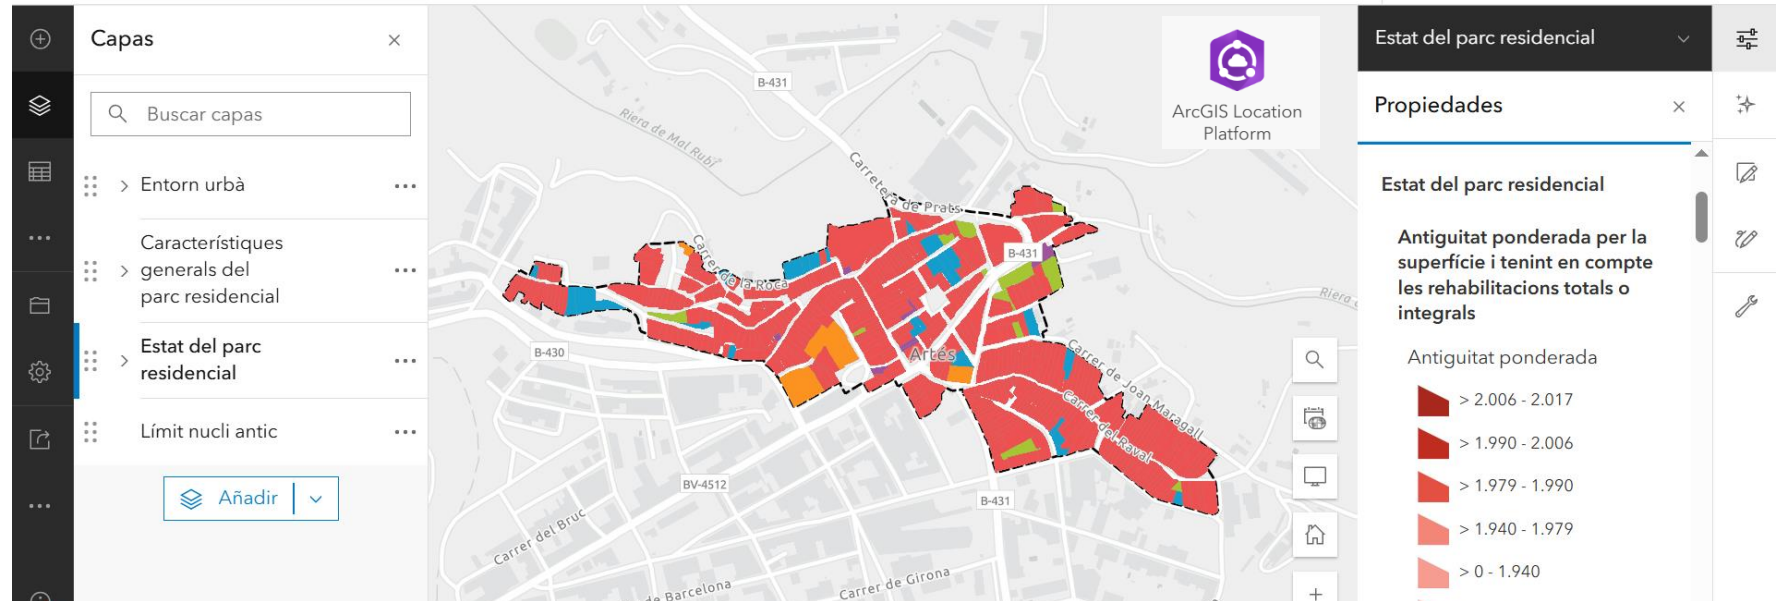 Capas
Buscar capas
Entorn urbà
Característiques
generals del
parc residencial
Estat del parc
residencial
Límit nucli antic
Añadir
B-431
Riera de Mal Rubí
Carretera de Prats
Carrer de la Roca
B-431
Riera
B-430
Artés
Carrer de Joan Maragall
Carrer del Raval
BV-4512
B-431
Carrer del Bruc
de Barcelona
Carrer de Girona
ArcGIS Location
Platform
Estat del parc residencial
Propiedades
Estat del parc residencial
Antiguitat ponderada per la
superfície i tenint en compte
les rehabilitacions totals o
integrals
Antiguitat ponderada
> 2.006 - 2.017
> 1.990 - 2.006
> 1.979 - 1.990
> 1.940 - 1.979
> 0 - 1.940